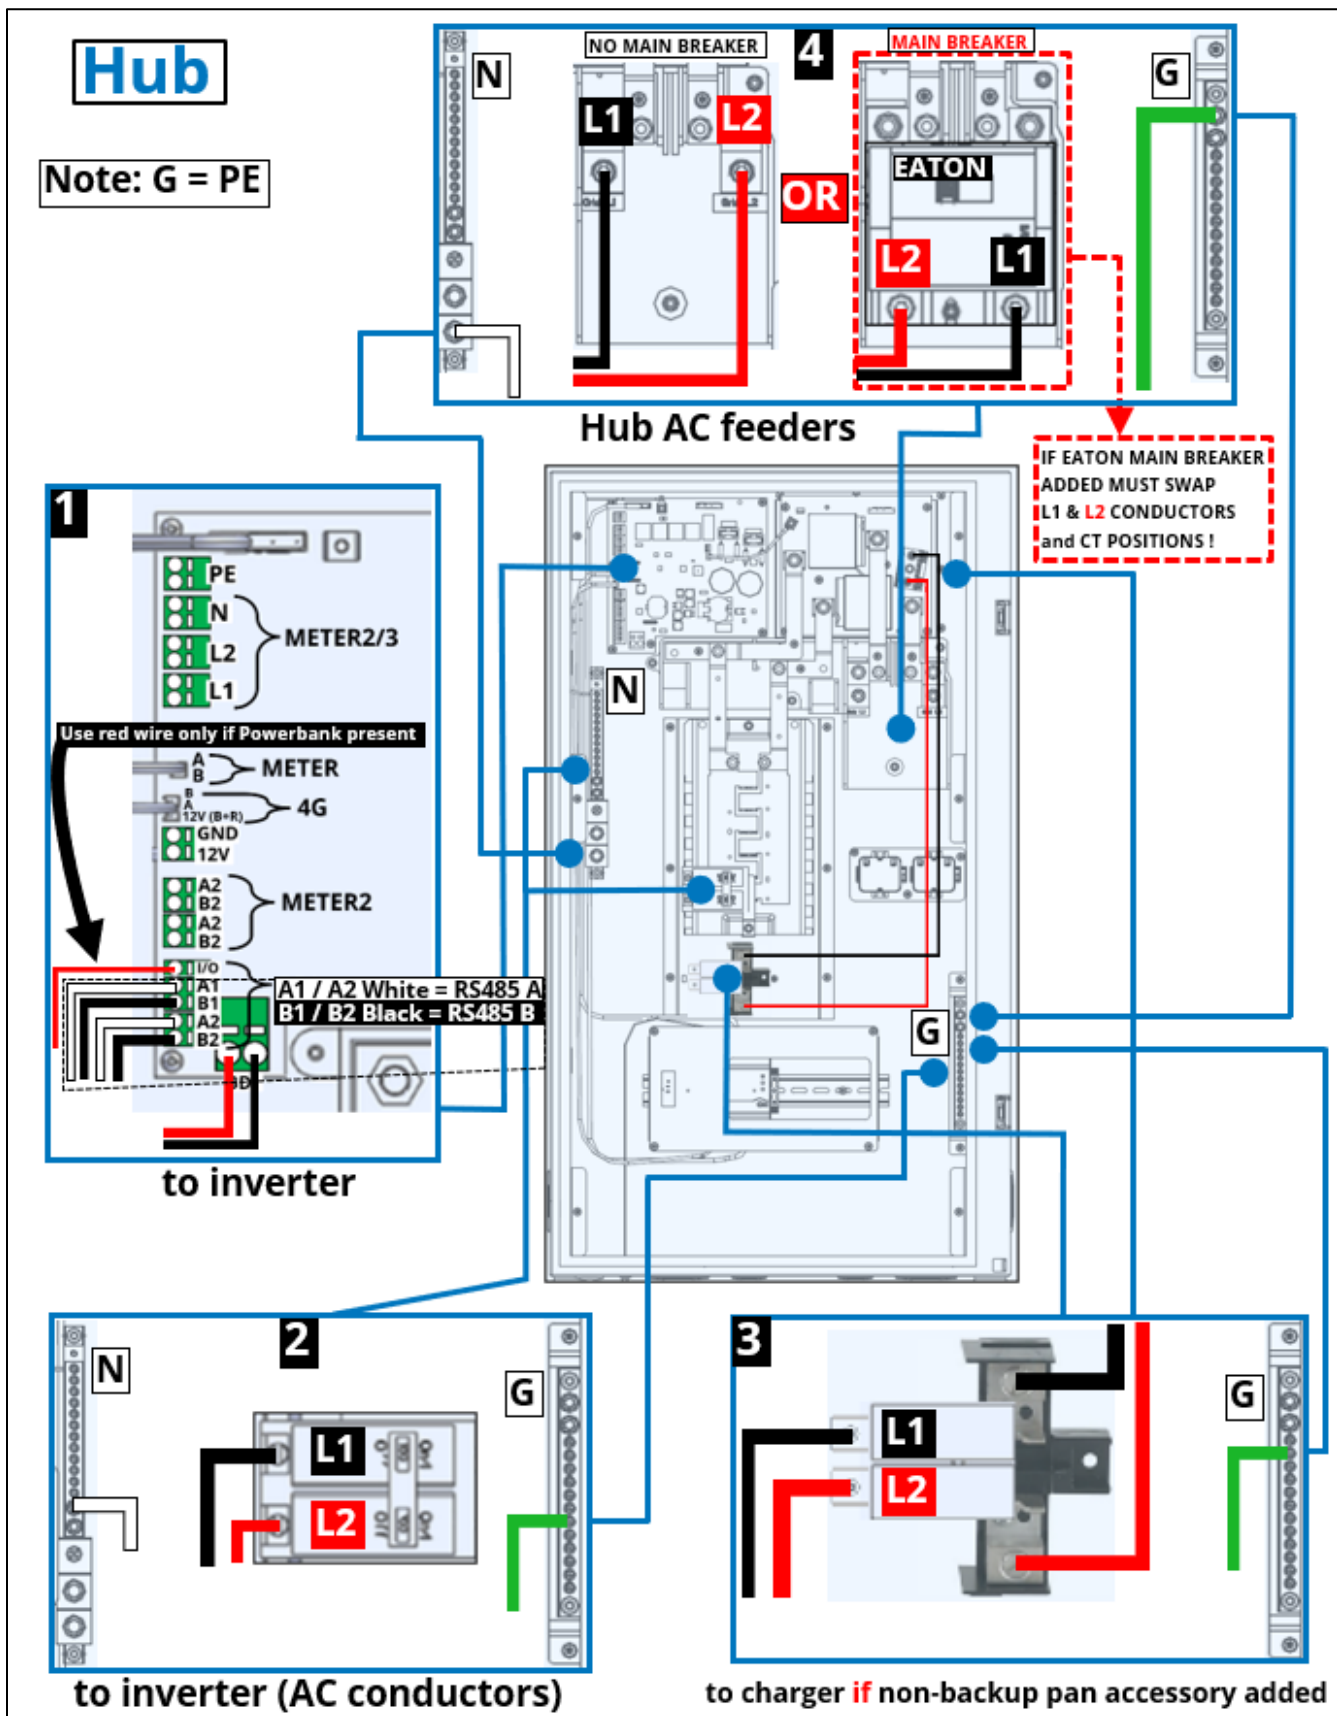 Hub
Note: G = PE
N
NO MAIN BREAKER
4
MAIN BREAKER
G
L1
L2
OR
EATON
L2
L1
Hub AC feeders
IF EATON MAIN BREAKER
ADDED MUST SWAP
L1 & L2 CONDUCTORS
and CT POSITIONS !
1
PE
N
L2
L1
METER2/3
Use red wire only if Powerbank present
A
B
METER
B
A
12V (B+R)
4G
GND
12V
A2
B2
A2
B2
METER2
I/O
A1
B1
A2
B2
A1 / A2 White = RS485 A
B1 / B2 Black = RS485 B
to inverter
N
G
2
N
L1
L2
OFF
On
OFF
On
G
to inverter (AC conductors)
3
L1
L2
G
to charger if non-backup pan accessory added